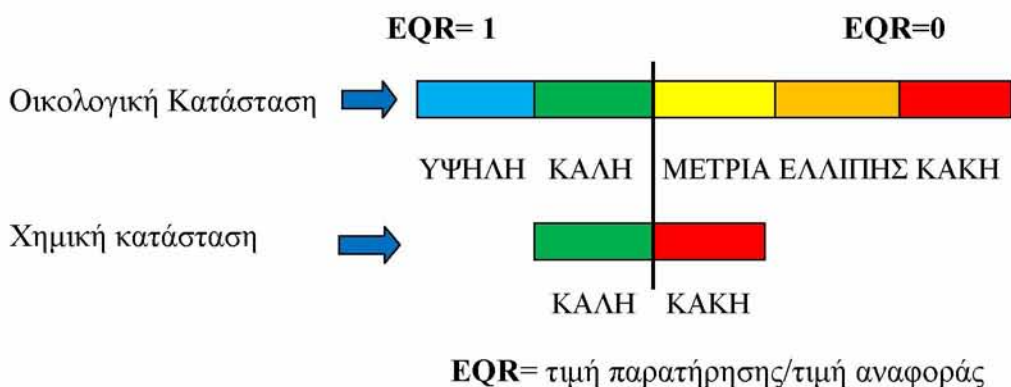 EQR= 1 EQR=0
Οικολογική Κατάσταση
ΥΨΗΛΗ ΚΑΛΗ ΜΕΤΡΙΑ ΕΛΛΙΠΗΣ ΚΑΚΗ
Χημική κατάσταση
ΚΑΛΗ ΚΑΚΗ
EQR= τιμή παρατήρησης/τιμή αναφοράς